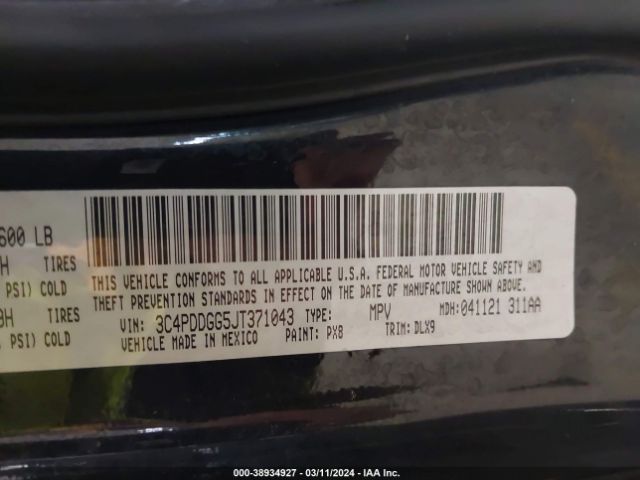 600 LB
H TIRES
PSI) COLD
0H TIRES
PSI) COLD
THIS VEHICLE CONFORMS TO ALL APPLICABLE U.S.A. FEDERAL MOTOR VEHICLE SAFETY AND
THEFT PREVENTION STANDARDS IN EFFECT ON THE DATE OF MANUFACTURE SHOWN ABOVE.
VIN: 3C4PDDGG5JT371043 TYPE: MPV MDH: 041121 311AA
VEHICLE MADE IN MEXICO PAINT: PX8 TRIM: DLX9
000-38934927 - 03/11/2024 - IAA Inc.